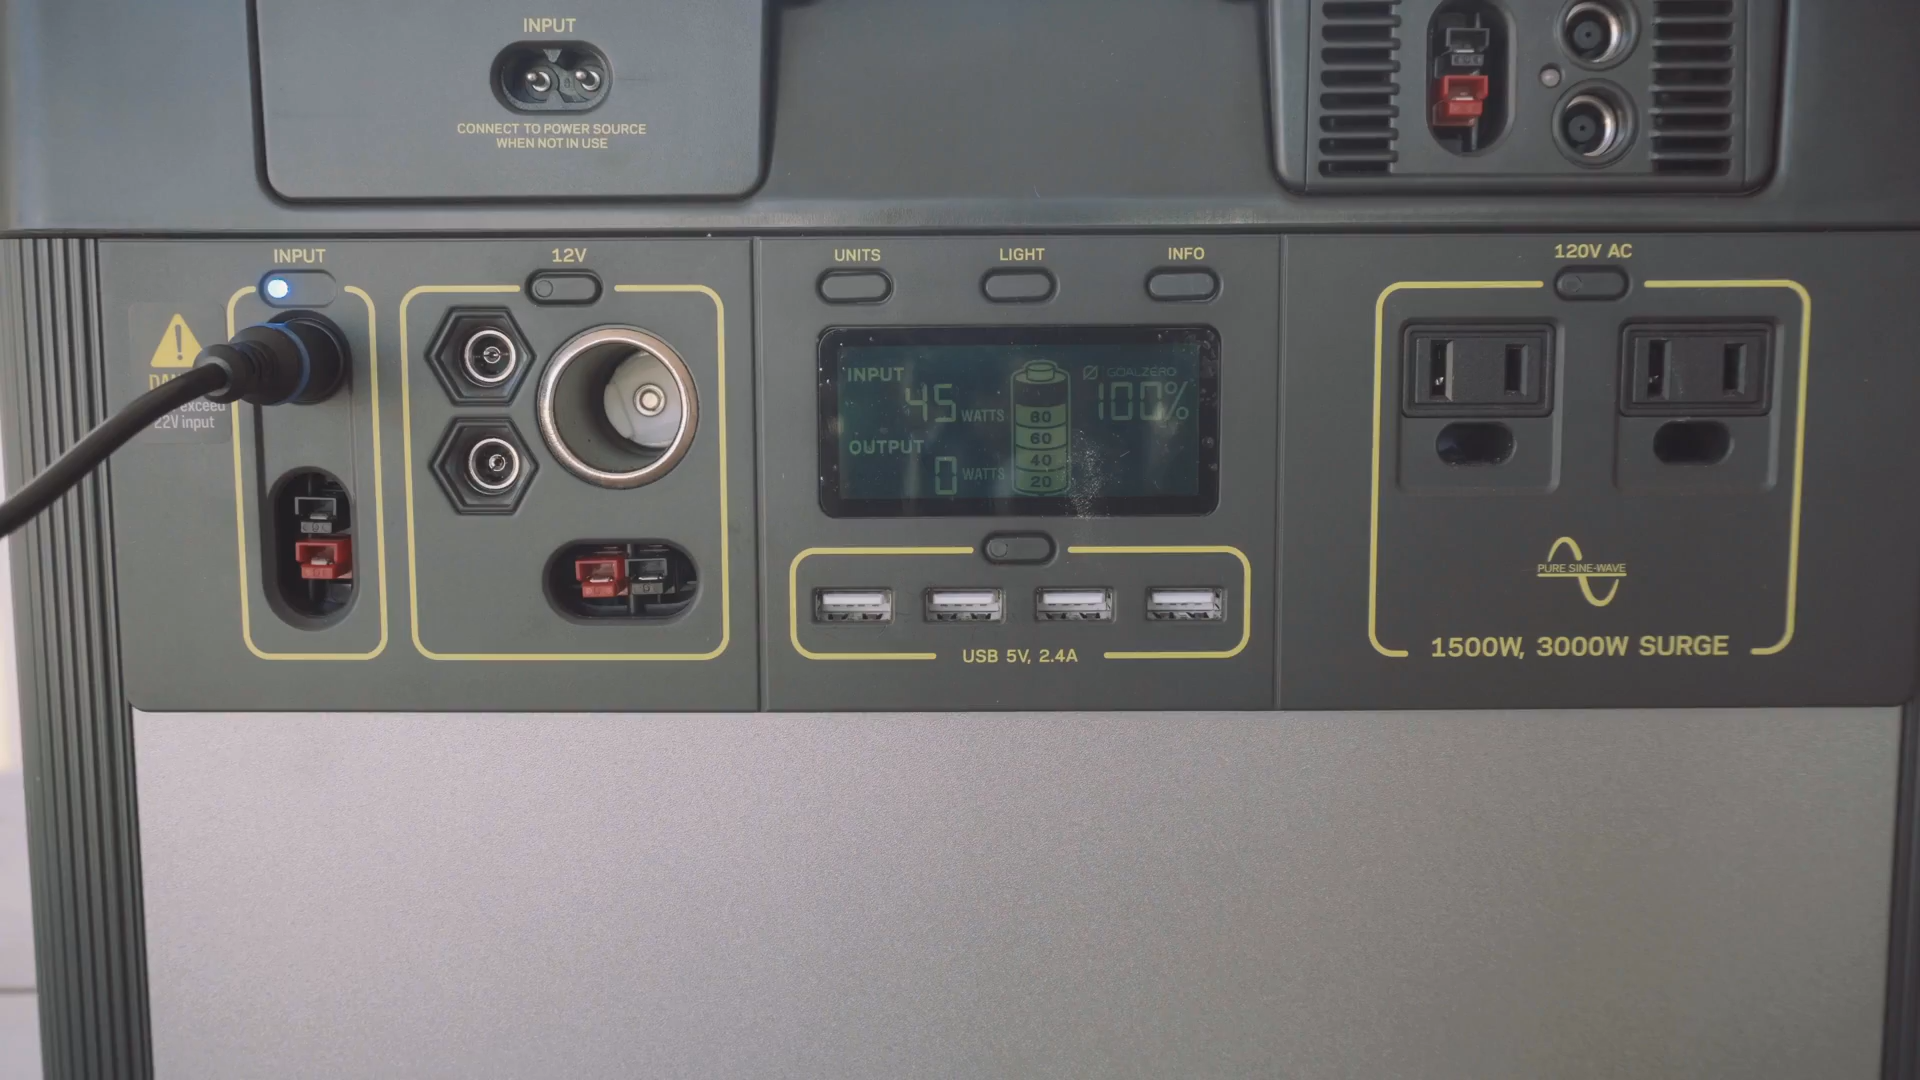 INPUT
CONNECT TO POWER SOURCE
WHEN NOT IN USE
INPUT
12V
UNITS
LIGHT
INFO
120V AC
exceed
22V input
INPUT
45 WATTS
OUTPUT
0 WATTS
80
60
40
20
GOALZERO
100%
USB 5V, 2.4A
PURE SINE-WAVE
1500W, 3000W SURGE